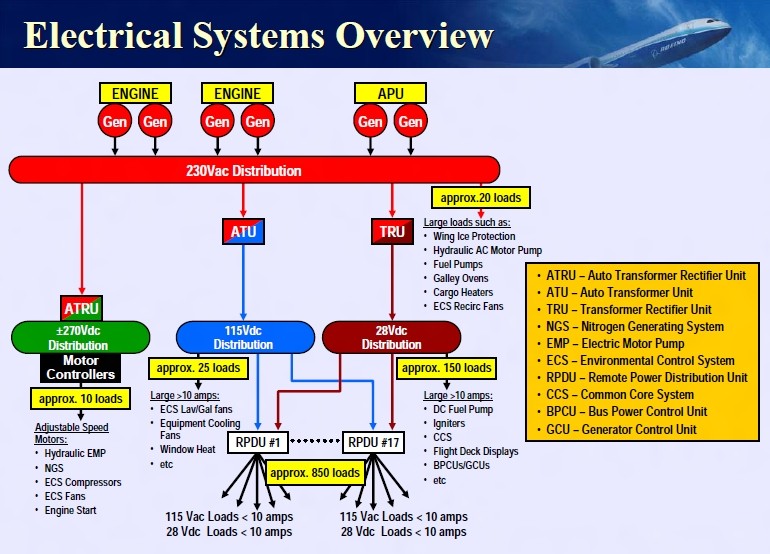 Electrical Systems Overview
BOEING
ENGINE
ENGINE
APU
Gen
Gen
Gen
Gen
Gen
Gen
230Vac Distribution
approx.20 loads
ATU
TRU
Large loads such as:
• Wing Ice Protection
• Hydraulic AC Motor Pump
• Fuel Pumps
• Galley Ovens
• Cargo Heaters
• ECS Recirc Fans
• ATRU – Auto Transformer Rectifier Unit
• ATU – Auto Transformer Unit
• TRU – Transformer Rectifier Unit
• NGS – Nitrogen Generating System
• EMP – Electric Motor Pump
• ECS – Environmental Control System
• RPDU – Remote Power Distribution Unit
• CCS – Common Core System
• BPCU – Bus Power Control Unit
• GCU – Generator Control Unit
ATRU
±270Vdc
Distribution
Motor
Controllers
approx. 10 loads
Adjustable Speed
Motors:
• Hydraulic EMP
• NGS
• ECS Compressors
• ECS Fans
• Engine Start
115Vdc
Distribution
approx. 25 loads
Large >10 amps:
• ECS Lav/Gal fans
• Equipment Cooling
Fans
• Window Heat
• etc
28Vdc
Distribution
approx. 150 loads
Large >10 amps:
• DC Fuel Pump
• Igniters
• CCS
• Flight Deck Displays
• BPCUs/GCUs
• etc
RPDU #1
RPDU #17
approx. 850 loads
115 Vac Loads < 10 amps
28 Vdc Loads < 10 amps
115 Vac Loads < 10 amps
28 Vdc Loads < 10 amps